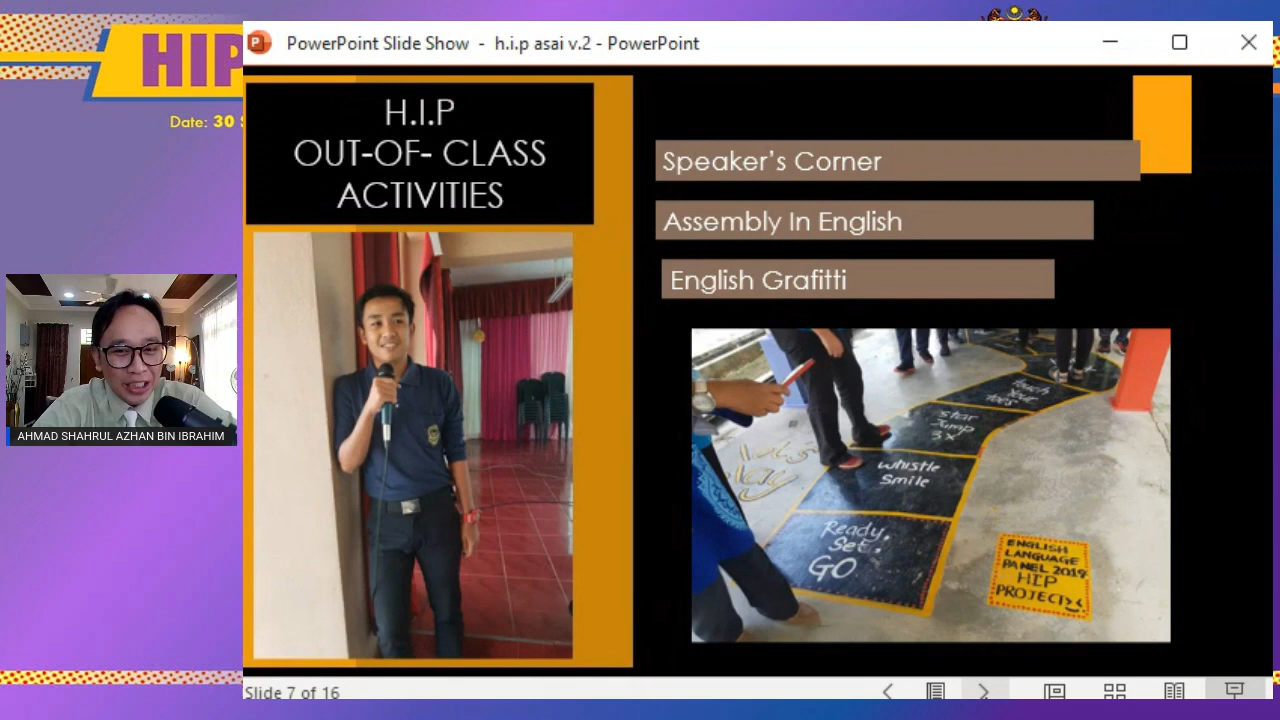 PowerPoint Slide Show - h.i.p asai v.2 - PowerPoint
HIP
Date: 30
H.I.P
OUT-OF- CLASS
ACTIVITIES
Speaker's Corner
Assembly In English
English Grafitti
AHMAD SHAHRUL AZHAN BIN IBRAHIM
touch
your
toes
star
Jump
3x
whistle
Smile
Ready,
Set,
GO
ENGLISH
LANGUAGE
PANEL 2019
HIP
PROJECT
Slide 7 of 16